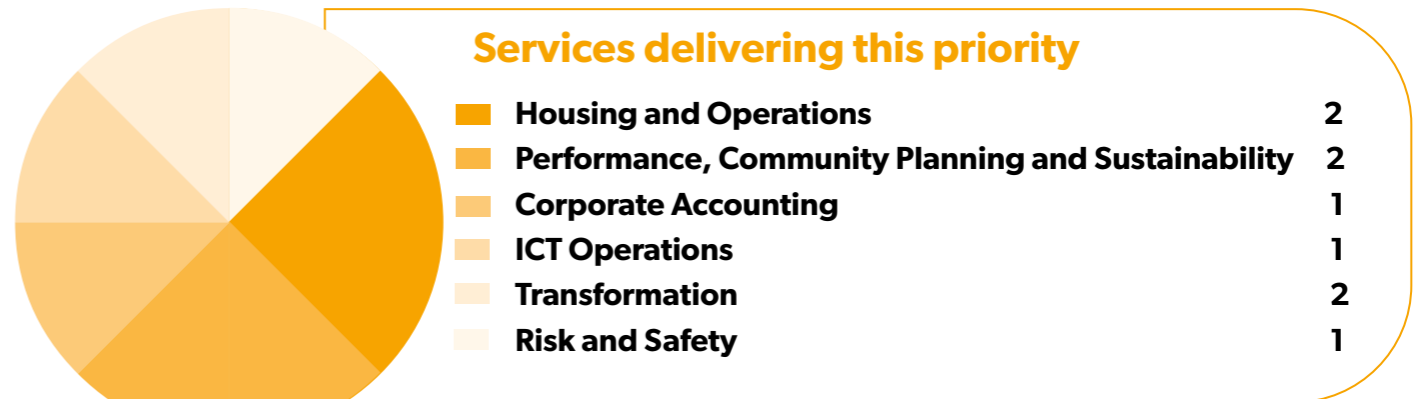 Services delivering this priority
Housing and Operations 2
Performance, Community Planning and Sustainability 2
Corporate Accounting 1
ICT Operations 1
Transformation 2
Risk and Safety 1